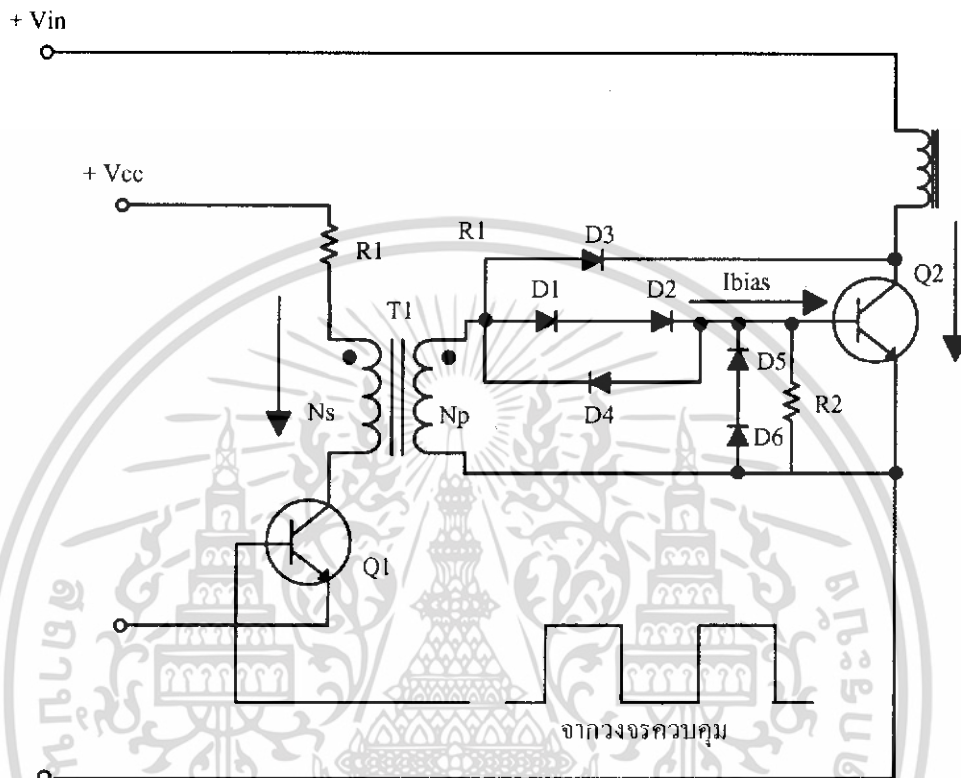 + Vin
+ Vcc
R1
R1
D3
Q2
T1
D1
D2
Ibias
Ns
Np
D4
D5
D6
R2
Q1
จากวงจรควบคุม